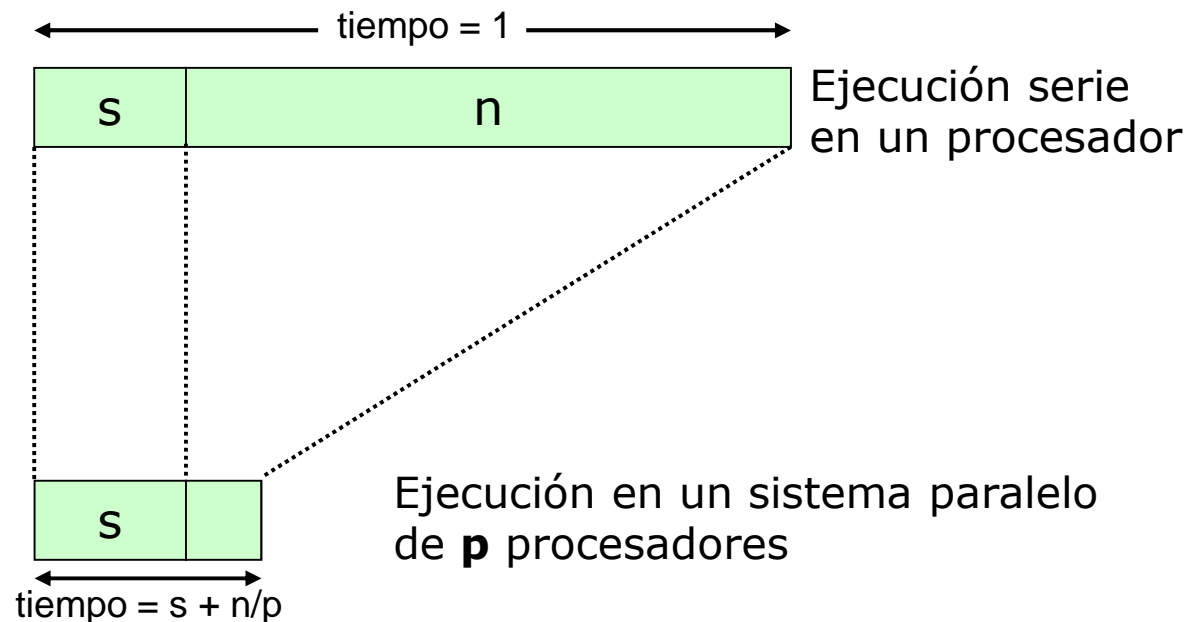 tiempo = 1
s
n
Ejecución serie
en un procesador
s
Ejecución en un sistema paralelo
de p procesadores
tiempo = s + n/p